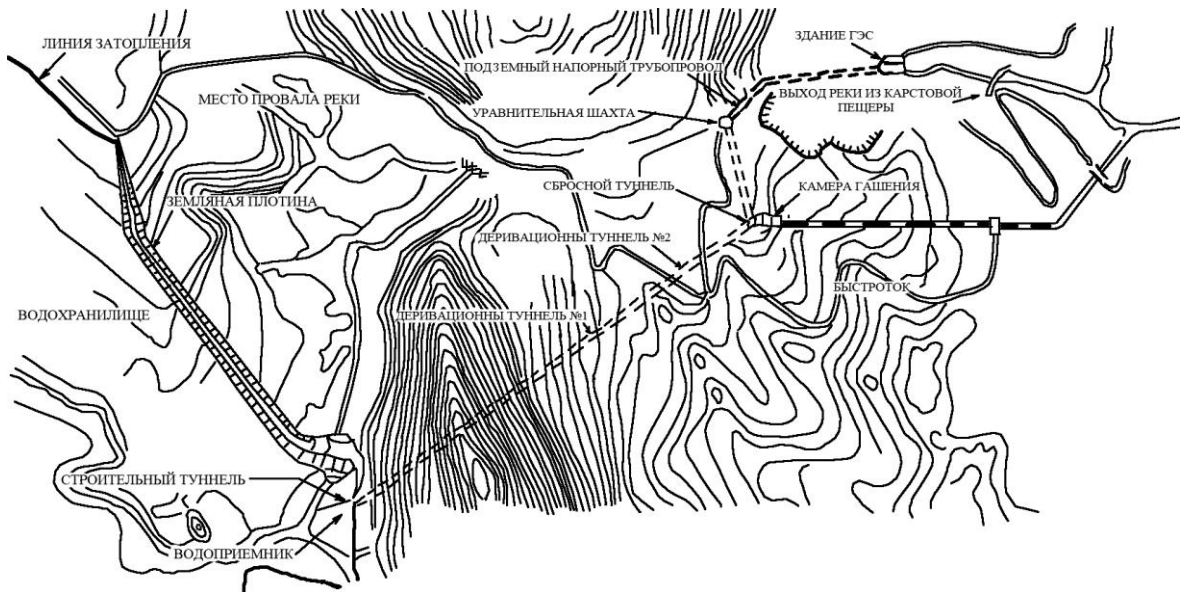 ЗДАНИЕ ГЭС
ЛИНИЯ ЗАТОПЛЕНИЯ
ПОДЗЕМНЫЙ НАПОРНЫЙ ТРУБОПРОВОД
МЕСТО ПРОВАЛА РЕКИ
ВЫХОД РЕКИ ИЗ КАРСТОВОЙ
ПЕЩЕРЫ
УРАВНИТЕЛЬНАЯ ШАХТА
СБРОСНОЙ ТУННЕЛЬ
КАМЕРА ГАШЕНИЯ
ЗЕМЛЯНАЯ ПЛОТИНА
ДЕРИВАЦИОННЫ ТУННЕЛЬ №2
БЫСТРОТОК
ВОДОХРАНИЛИЩЕ
ДЕРИВАЦИОННЫ ТУННЕЛЬ №1
СТРОИТЕЛЬНЫЙ ТУННЕЛЬ
ВОДОПРИЕМНИК